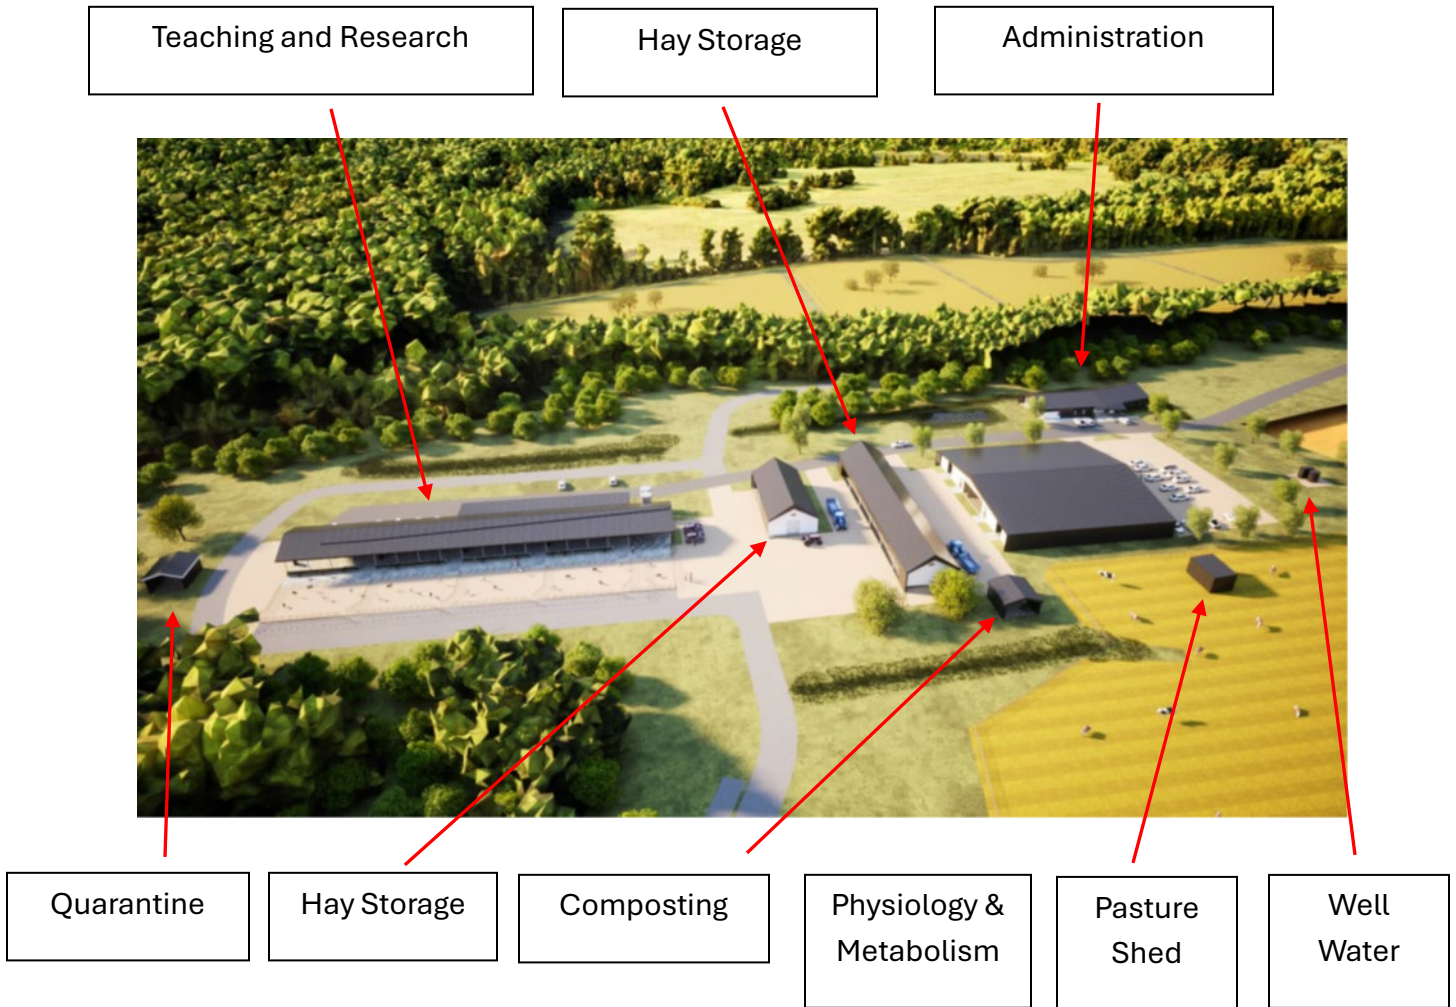 Teaching and Research
Hay Storage
Administration
Quarantine
Hay Storage
Composting
Physiology &
Metabolism
Pasture
Shed
Well
Water